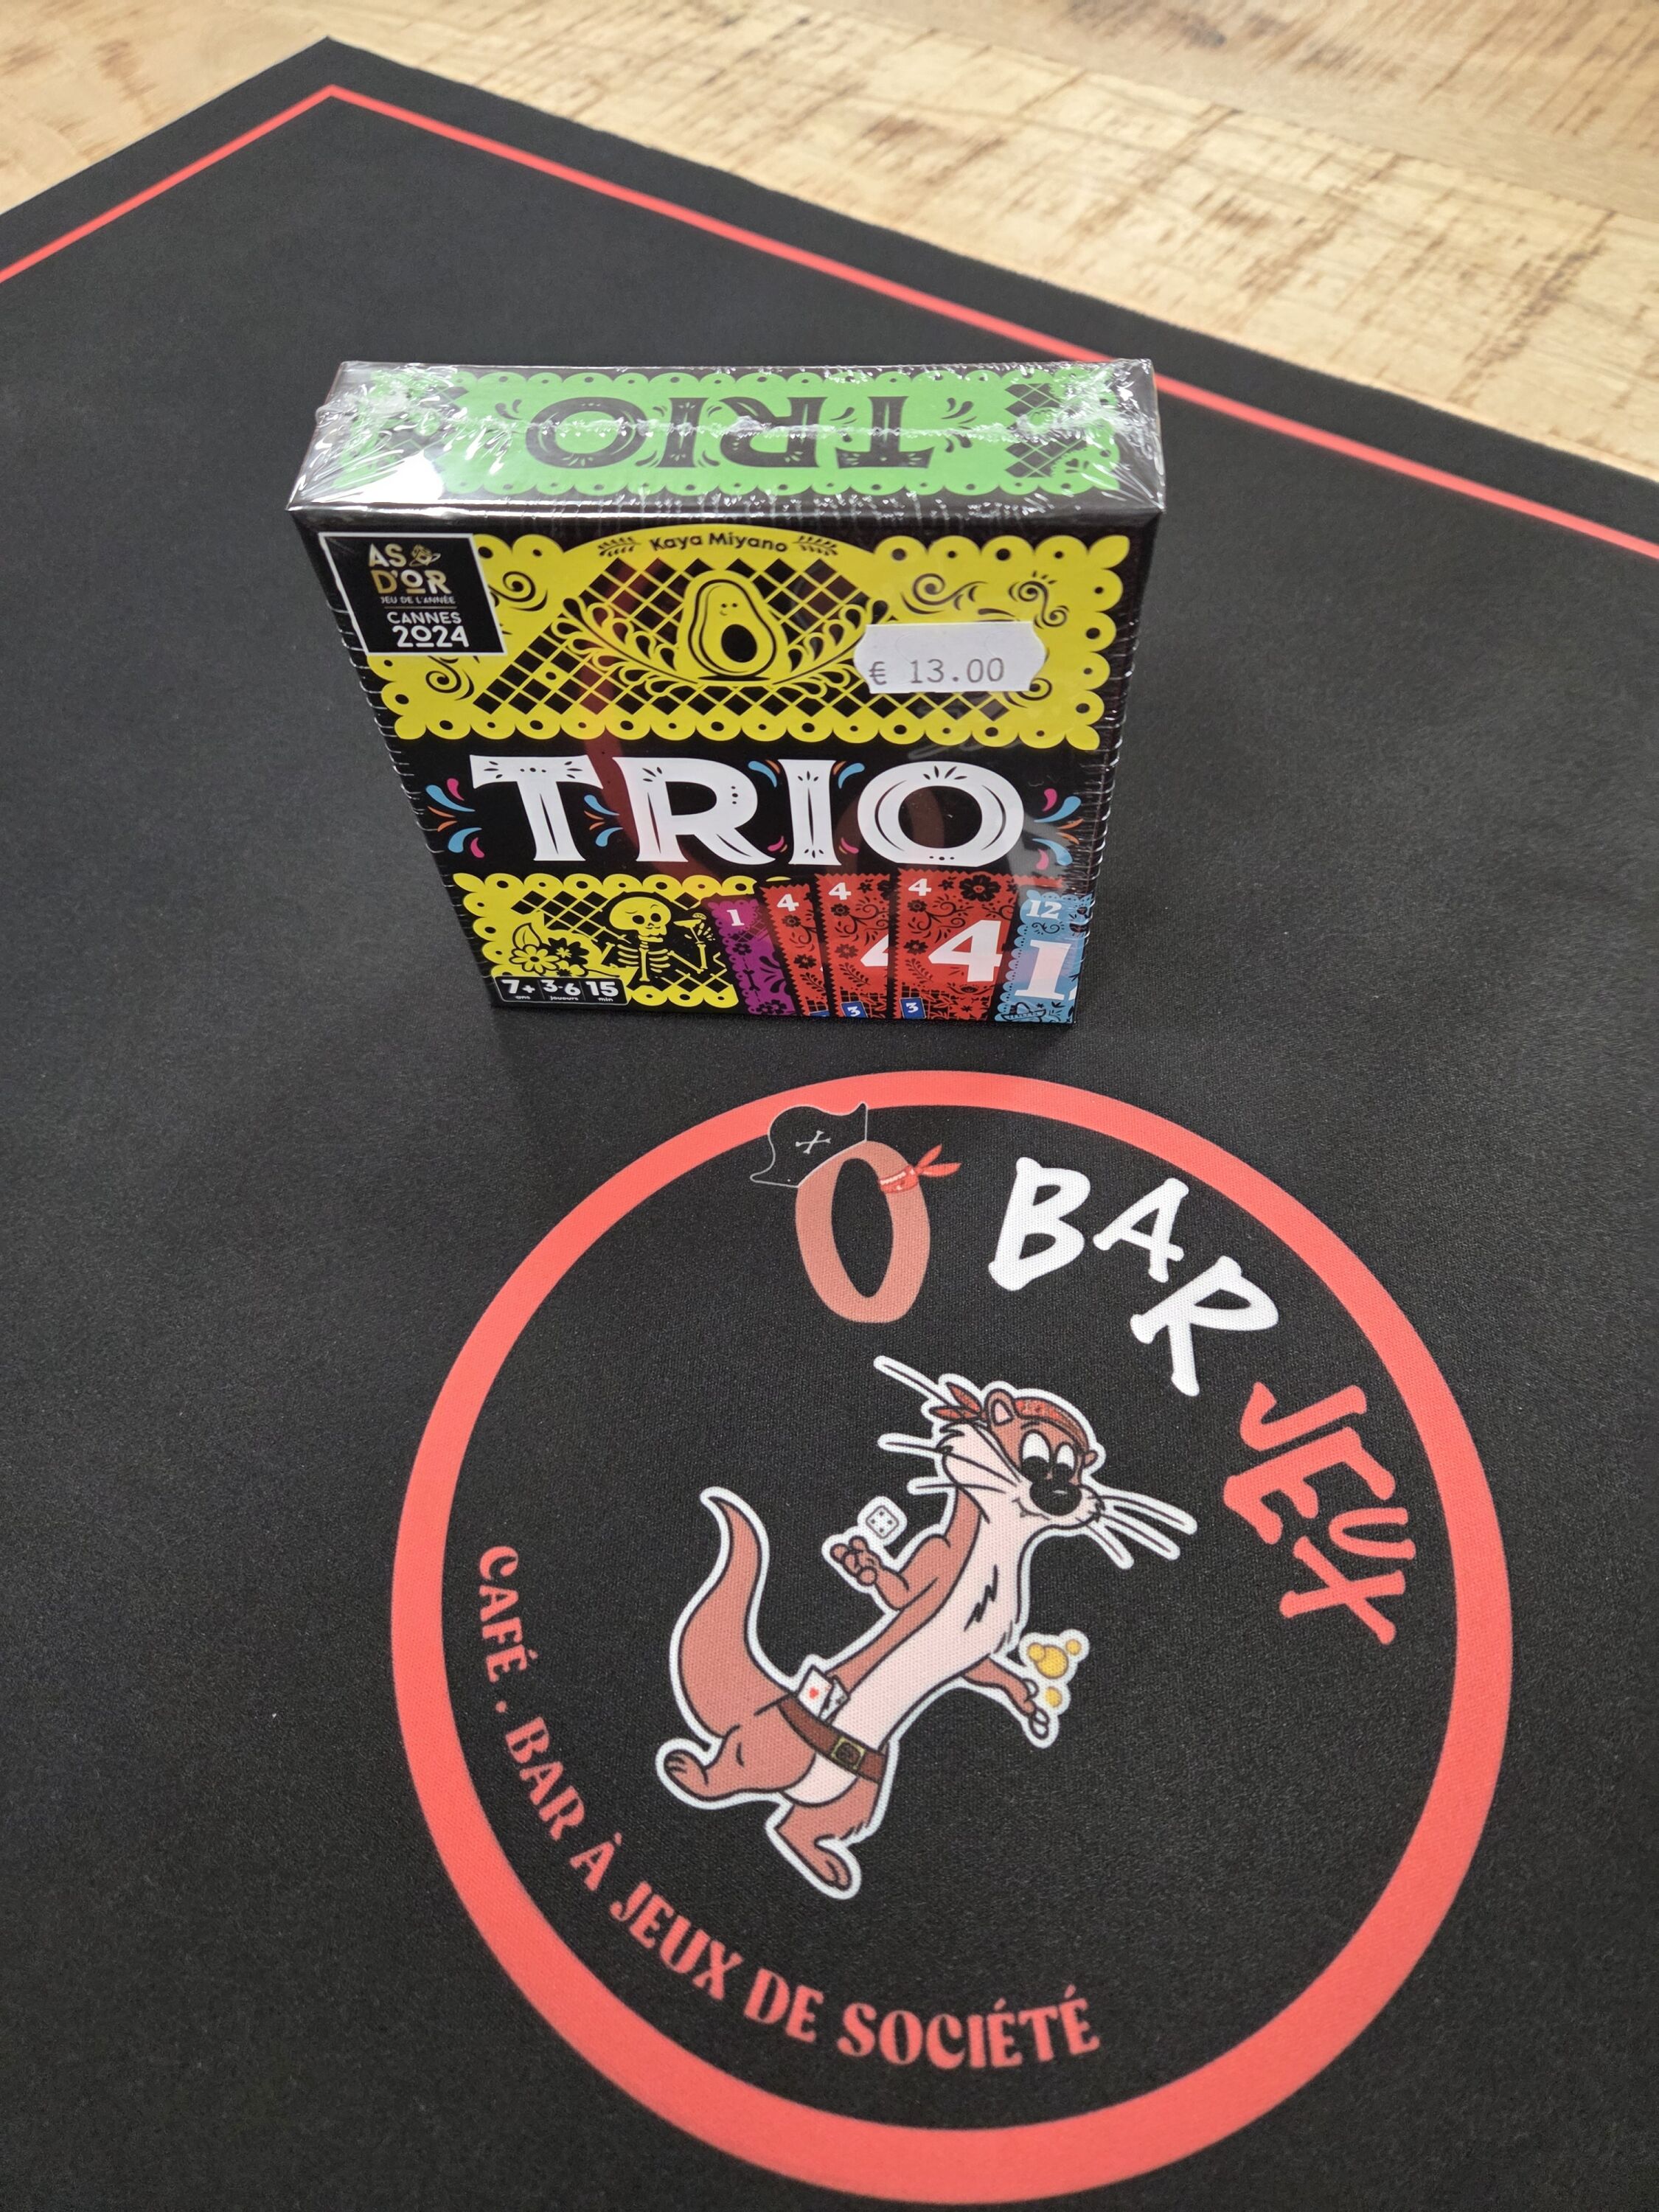 TRIO
Kaya Miyano
AS
D'OR
JEU DE L'ANNÉE
CANNES
2024
€ 13.00
TRIO
1
4
4
4
12
4
4
1
7+
ans
3-6
joueurs
15
min
3
3
O BAR JEUX
CAFÉ . BAR À JEUX DE SOCIÉTÉ